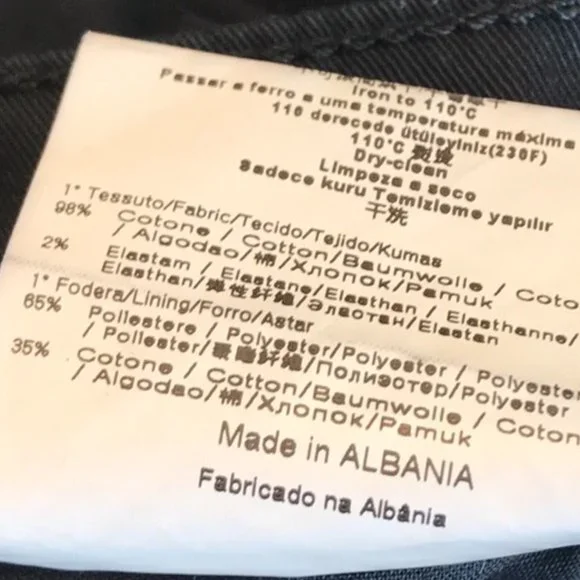 Iron to 110°C
Passar a ferro a uma temperatura máxima
110 derecede ütüleyiniz(230F)
110°C 熨烫
Dry-clean
Limpeza a seco
Sadece kuru Temizleme yapılır
干洗
1° Tessuto/Fabric/Tecido/Tejido/Kumas
98% Cotone / Cotton/Baumwolle / Coto
/ Algodao/棉/Хлопок/Pamuk
2% Elastam / Elastane/Elasthan / Elasthanne/
Elasthan/弹性纤维/Эластан/Elastan
1° Fodera/Lining/Forro/Astar
65% Poliestere / Polyester/Polyester / Polyester
/ Poliester/聚酯纤维/Полиэстер/Polyester
35% Cotone / Cotton/Baumwolle / Coton
/ Algodao/棉/Хлопок/Pamuk
Made in ALBANIA
Fabricado na Albânia